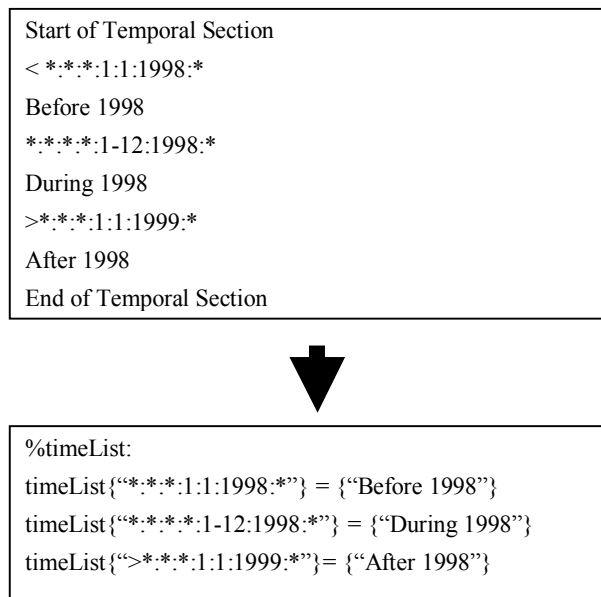 Start of Temporal Section
< *:*:*:1:1:1998:*
Before 1998
*:*:*:*:1-12:1998:*
During 1998
>*:*:*:1:1:1999:*
After 1998
End of Temporal Section
%timeList:
timeList{“*:*:*:1:1:1998:*”} = {“Before 1998”}
timeList{“*:*:*:*:1-12:1998:*”} = {“During 1998”}
timeList{“>*:*:*:1:1:1999:*”}= {“After 1998”}